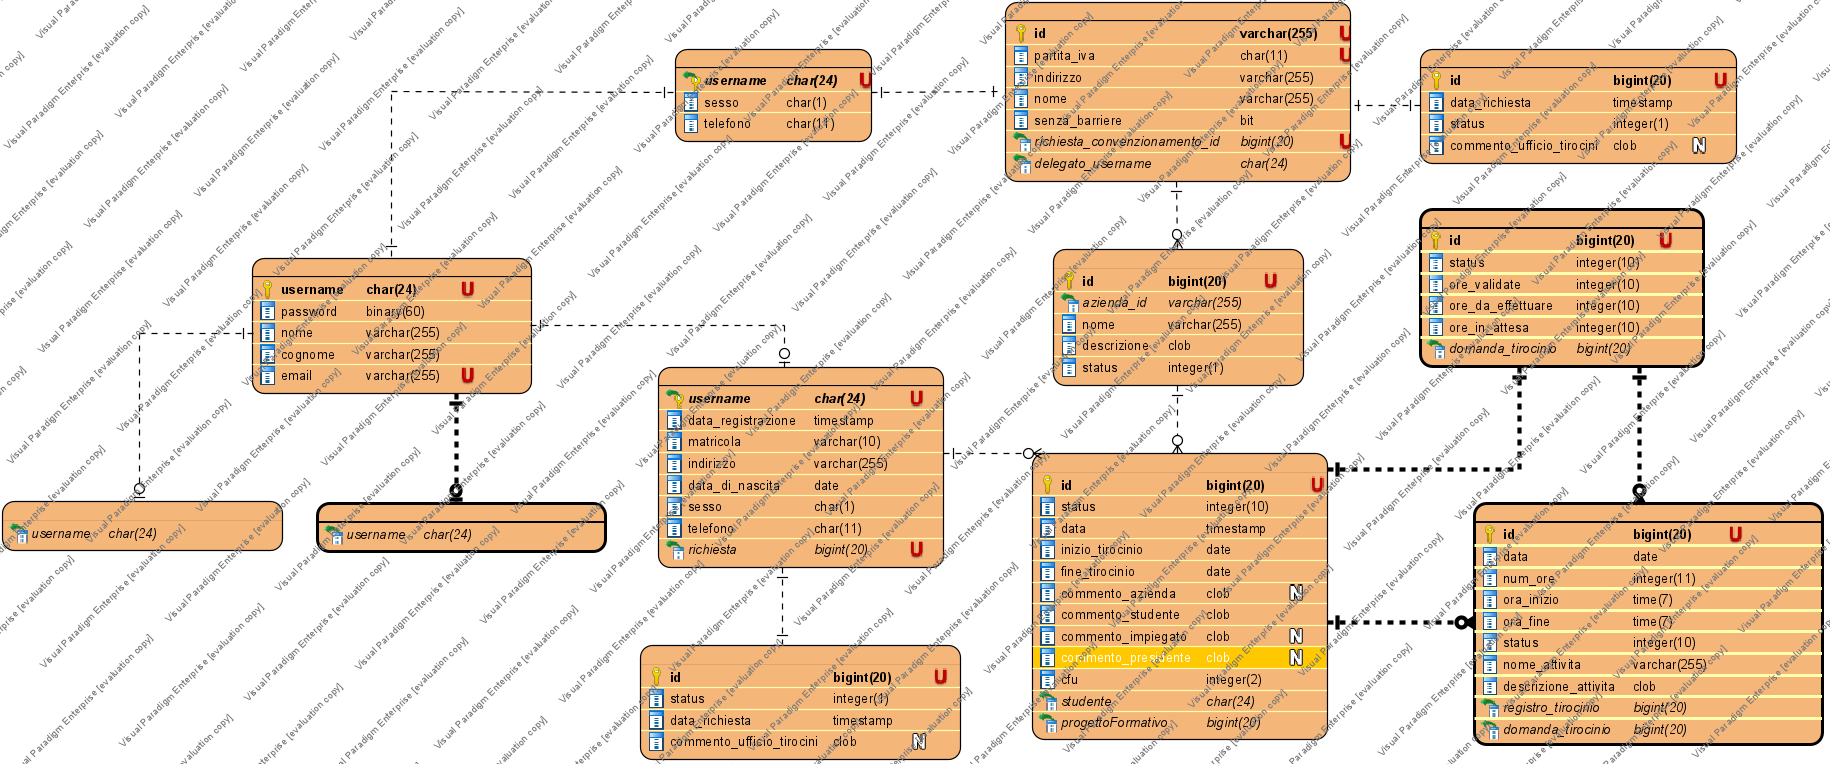 username char(24) U
sesso char(1)
telefono char(11)
id varchar(255) U
partita_iva char(11) U
indirizzo varchar(255)
nome varchar(255)
senza_barriere bit
richiesta_convenzionamento_id bigint(20) U
delegato_username char(24)
id bigint(20) U
data_richiesta timestamp
status integer(1)
commento_ufficio_tirocini clob N
username char(24) U
password binary(60)
nome varchar(255)
cognome varchar(255)
email varchar(255) U
id bigint(20) U
azienda_id varchar(255)
nome varchar(255)
descrizione clob
status integer(1)
id bigint(20) U
status integer(10)
ore_validate integer(10)
ore_da_effettuare integer(10)
ore_in_attesa integer(10)
domanda_tirocinio bigint(20)
username char(24)
username char(24)
username char(24) U
data_registrazione timestamp
matricola varchar(10)
indirizzo varchar(255)
data_di_nascita date
sesso char(1)
telefono char(11)
richiesta bigint(20) U
id bigint(20) U
status integer(1)
data_richiesta timestamp
commento_ufficio_tirocini clob N
id bigint(20) U
status integer(10)
data timestamp
inizio_tirocinio date
fine_tirocinio date
commento_azienda clob N
commento_studente clob
commento_impiegato clob N
commento_presidente clob N
cfu integer(2)
studente char(24)
progettoFormativo bigint(20)
id bigint(20) U
data date
num_ore integer(11)
ora_inizio time(7)
ora_fine time(7)
status integer(10)
nome_attivita varchar(255)
descrizione_attivita clob
registro_tirocinio bigint(20)
domanda_tirocinio bigint(20)
Visual Paradigm Enterprise [evaluation copy]